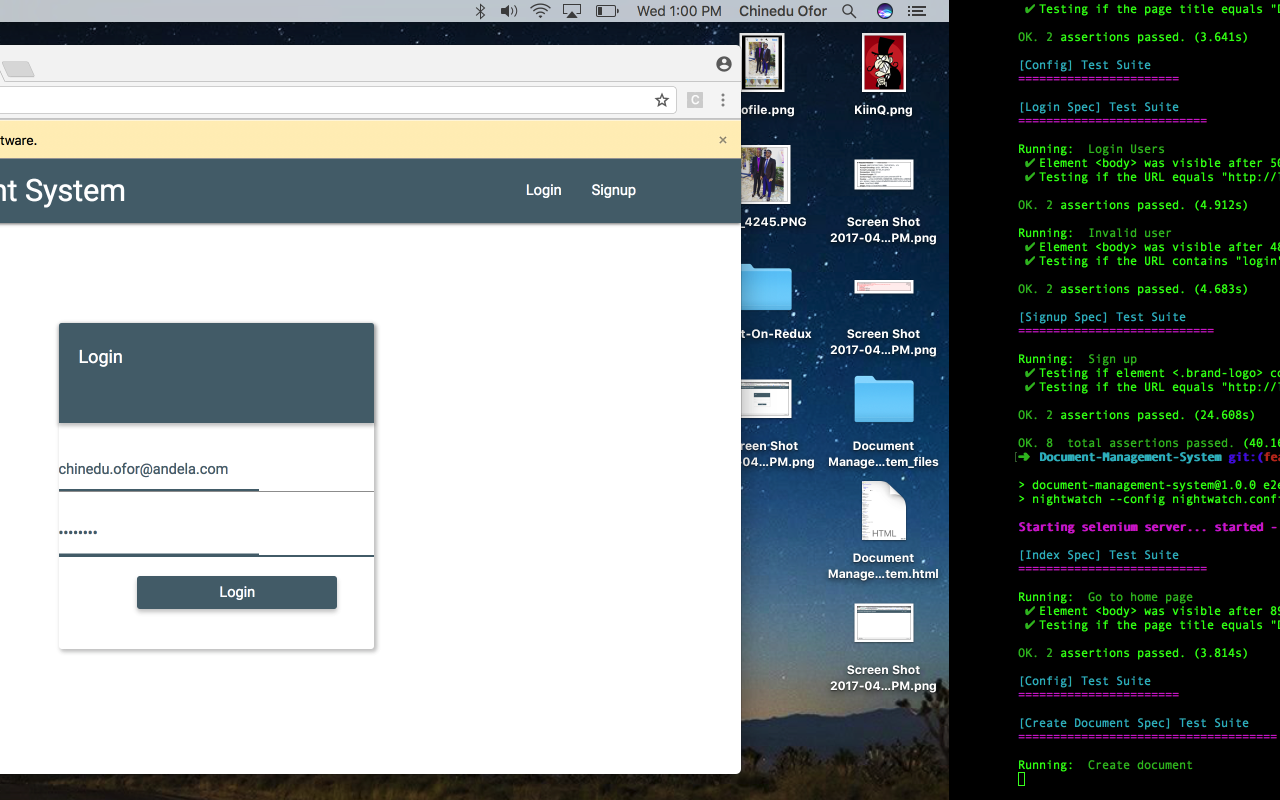 Wed 1:00 PM Chinedu Ofor
C
tware.
nt System
Login
Signup
Login
chinedu.ofor@andela.com
••••••••
Login
ofile.png
KiinQ.png
_4245.PNG
Screen Shot
2017-04...PM.png
t-On-Redux
Screen Shot
2017-04...PM.png
reen Shot
04...PM.png
Document
Manage...tem_files
HTML
Document
Manage...tem.html
Screen Shot
2017-04...PM.png
✔ Testing if the page title equals "D
OK. 2 assertions passed. (3.641s)
[Config] Test Suite
=======================
[Login Spec] Test Suite
===========================
Running: Login Users
✔ Element <body> was visible after 50
✔ Testing if the URL equals "http://l
OK. 2 assertions passed. (4.912s)
Running: Invalid user
✔ Element <body> was visible after 48
✔ Testing if the URL contains "login"
OK. 2 assertions passed. (4.683s)
[Signup Spec] Test Suite
============================
Running: Sign up
✔ Testing if element <.brand-logo> co
✔ Testing if the URL equals "http://l
OK. 2 assertions passed. (24.608s)
OK. 8 total assertions passed. (40.16
➜ Document-Management-System git:(fea
> document-management-system@1.0.0 e2e
> nightwatch --config nightwatch.confi
Starting selenium server... started -
[Index Spec] Test Suite
===========================
Running: Go to home page
✔ Element <body> was visible after 89
✔ Testing if the page title equals "D
OK. 2 assertions passed. (3.814s)
[Config] Test Suite
=======================
[Create Document Spec] Test Suite
=====================================
Running: Create document